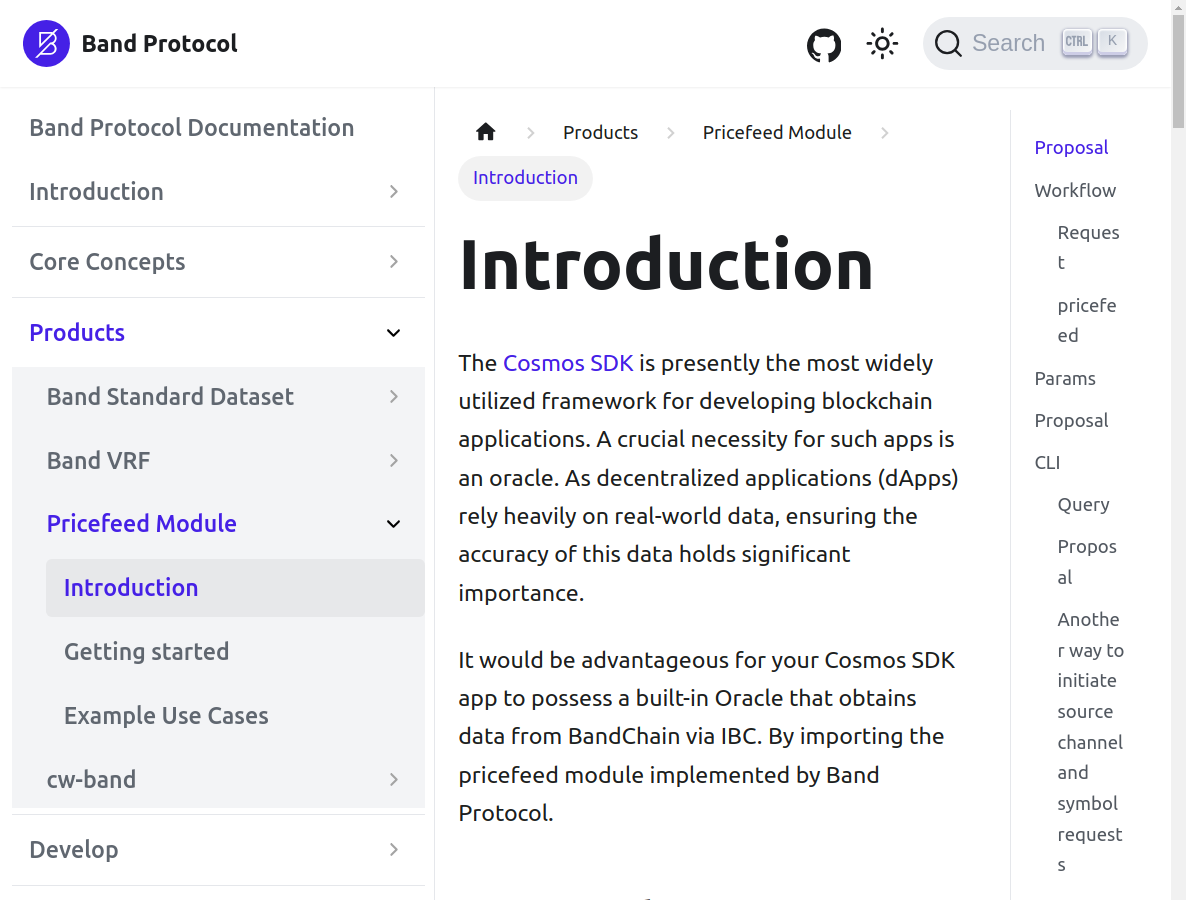 Band Protocol
Search
CTRL
K
Band Protocol Documentation
Introduction
Core Concepts
Products
Band Standard Dataset
Band VRF
Pricefeed Module
Introduction
Getting started
Example Use Cases
cw-band
Develop
Products
Pricefeed Module
Introduction
Introduction
The Cosmos SDK is presently the most widely
utilized framework for developing blockchain
applications. A crucial necessity for such apps is
an oracle. As decentralized applications (dApps)
rely heavily on real-world data, ensuring the
accuracy of this data holds significant
importance.
It would be advantageous for your Cosmos SDK
app to possess a built-in Oracle that obtains
data from BandChain via IBC. By importing the
pricefeed module implemented by Band
Protocol.
Proposal
Workflow
Reques
t
pricefe
ed
Params
Proposal
CLI
Query
Propos
al
Anothe
r way to
initiate
source
channel
and
symbol
request
s